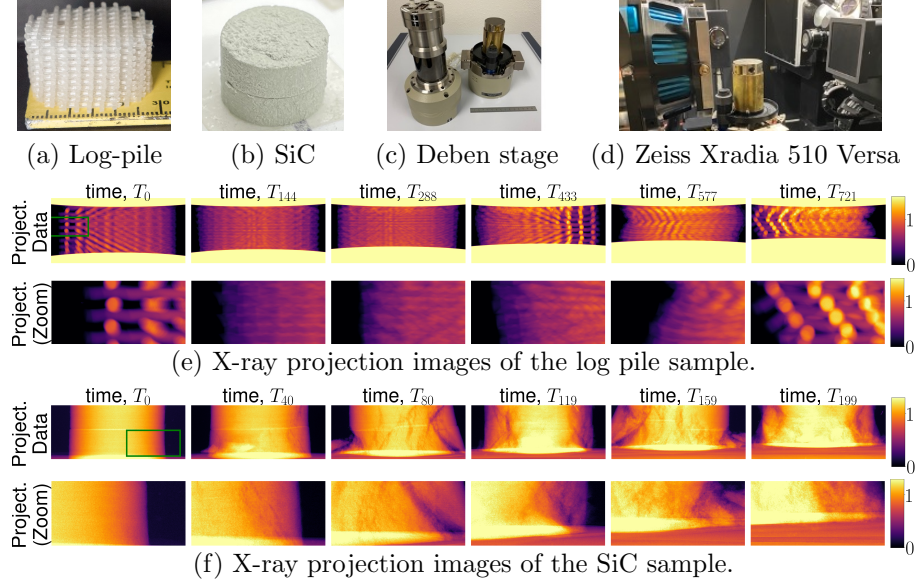 (a) Log-pile
(b) SiC
(c) Deben stage
(d) Zeiss Xradia 510 Versa
time, T₀
time, T₁₄₄
time, T₂₈₈
time, T₄₃₃
time, T₅₇₇
time, T₇₂₁
Project.
Data
1
0
Project.
(Zoom)
1
0
(e) X-ray projection images of the log pile sample.
time, T₀
time, T₄₀
time, T₈₀
time, T₁₁₉
time, T₁₅₉
time, T₁₉₉
Project.
Data
1
0
Project.
(Zoom)
1
0
(f) X-ray projection images of the SiC sample.